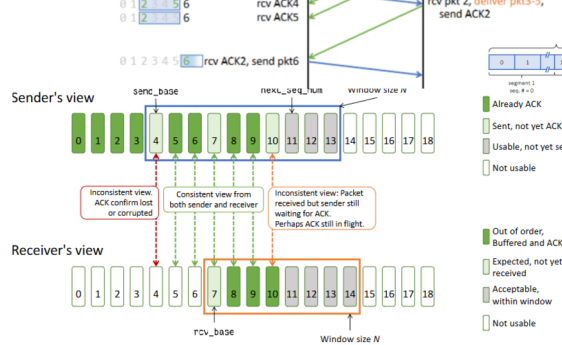 0 1 2 3 4 5 6
rcv ACK4
rcv pkt 2, deliver pkt3-5,
send ACK2
0 1 2 3 4 5 6
rcv ACK5
0 1 2 3 4 5 6
rcv ACK2, send pkt6
0 1
segment 1
seq. # = 0
Sender's view
send_base
next_seq_num
Window size N
0 1 2 3 4 5 6 7 8 9 10 11 12 13 14 15 16 17 18
Already ACK
Sent, not yet ACK
Usable, not yet se
Not usable
Inconsistent view.
ACK confirm lost
or corrupted
Consistent view from
both sender and receiver
Inconsistent view: Packet
received but sender still
waiting for ACK.
Perhaps ACK still in flight.
Receiver's view
0 1 2 3 4 5 6 7 8 9 10 11 12 13 14 15 16 17 18
rcv_base
Window size N
Out of order,
Buffered and ACK
Expected, not yet
received
Acceptable,
within window
Not usable